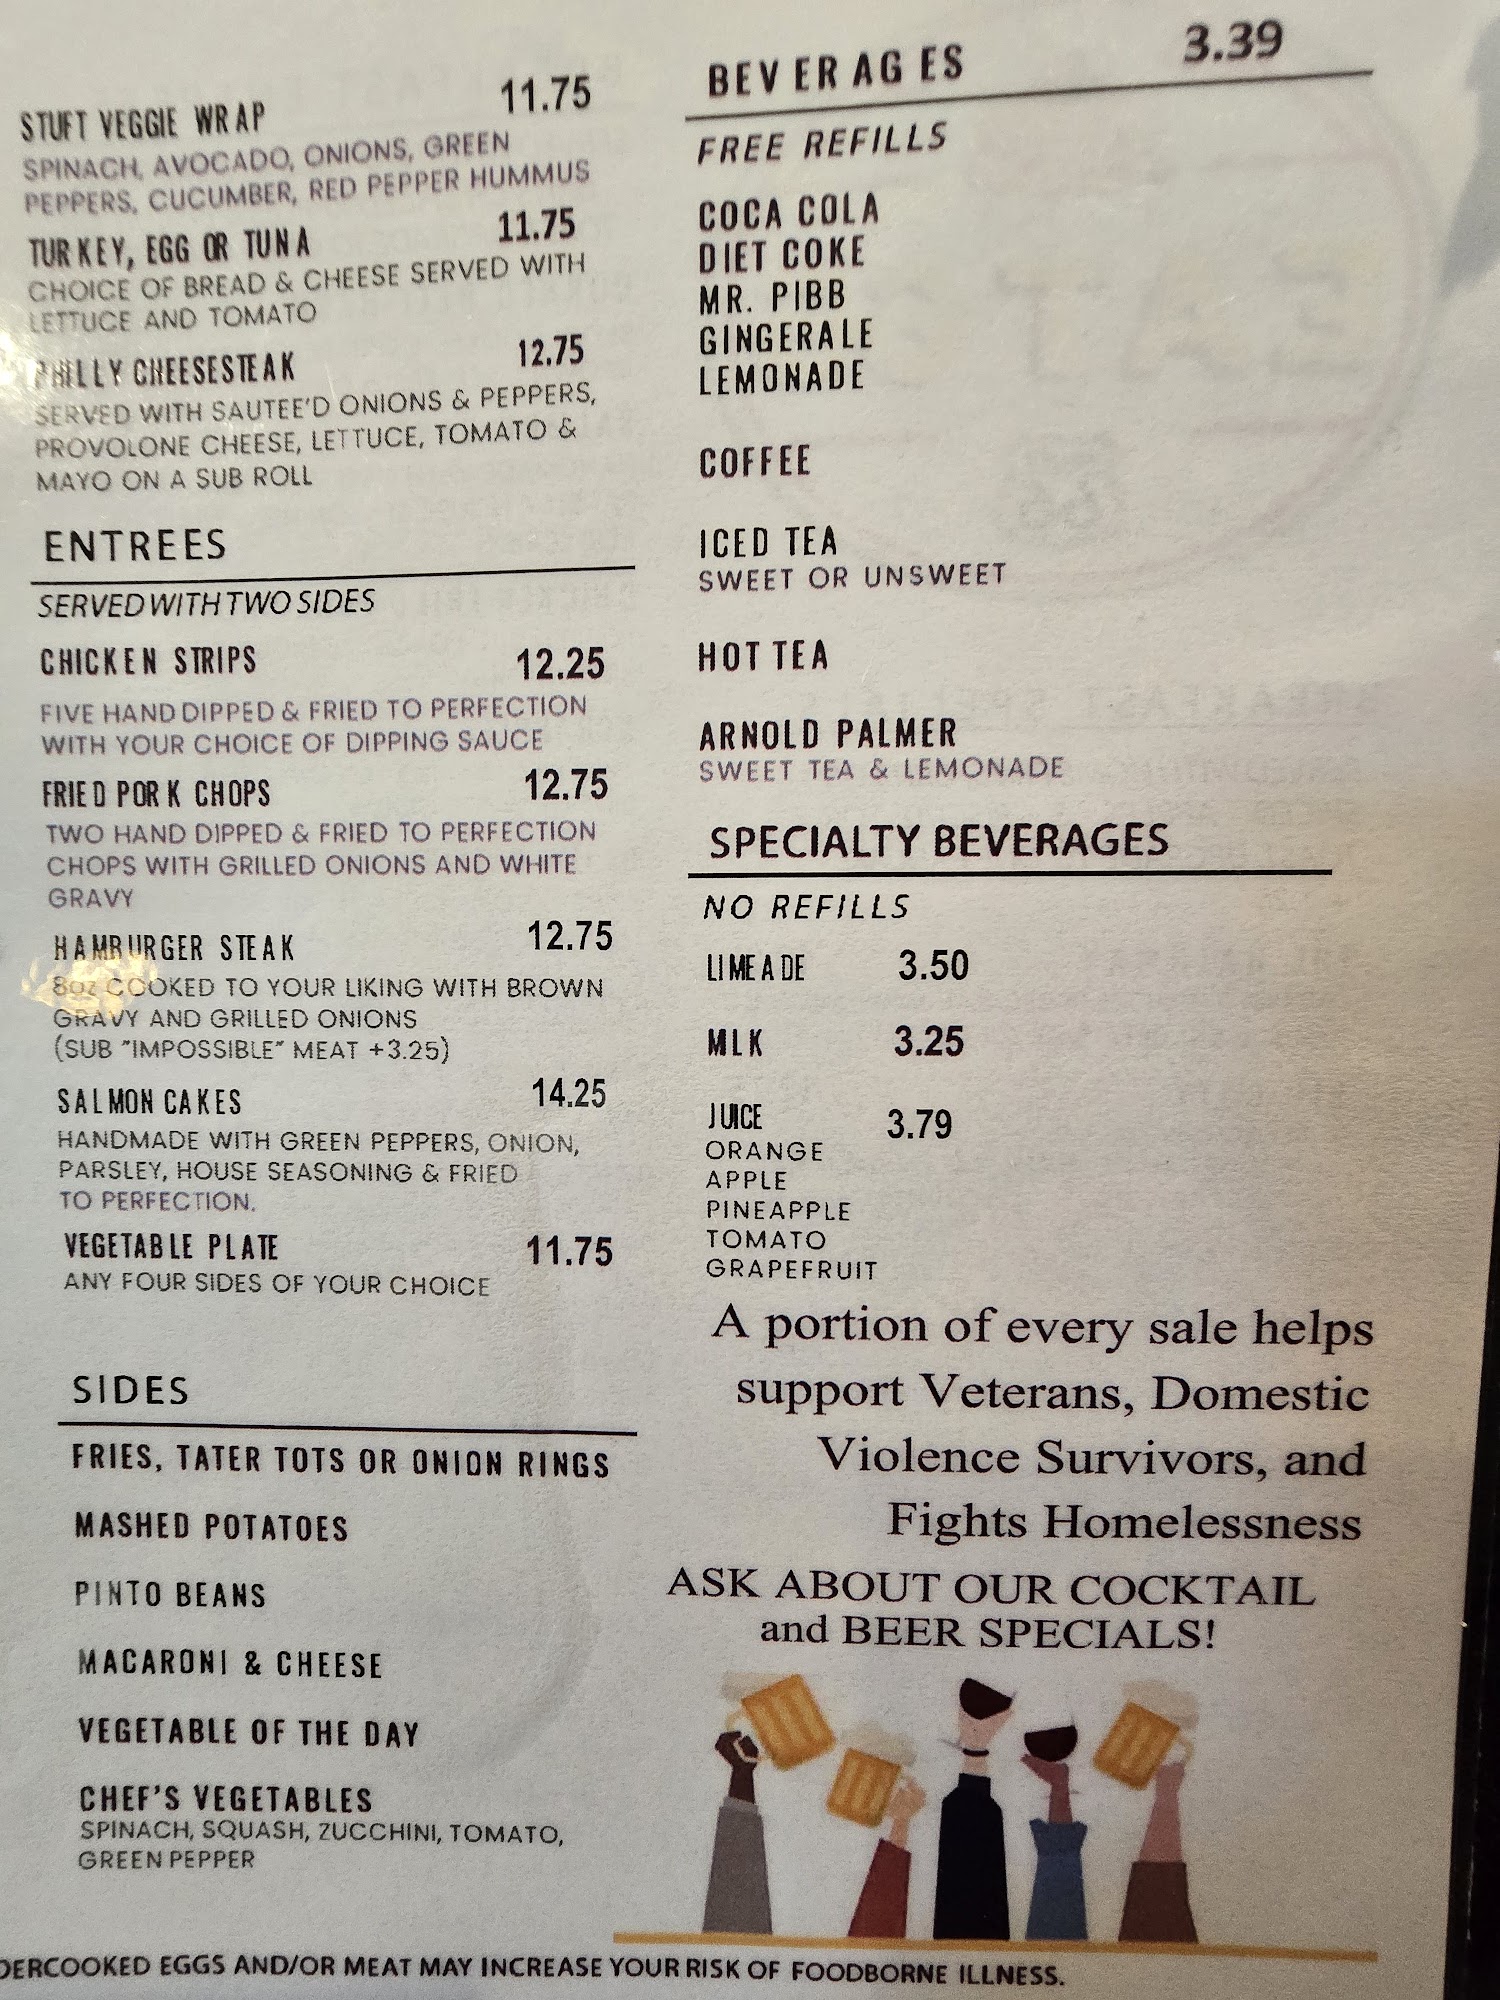 STUFT VEGGIE WRAP 11.75
SPINACH, AVOCADO, ONIONS, GREEN
PEPPERS, CUCUMBER, RED PEPPER HUMMUS
TURKEY, EGG OR TUNA 11.75
CHOICE OF BREAD & CHEESE SERVED WITH
LETTUCE AND TOMATO
PHILLY CHEESESTEAK 12.75
SERVED WITH SAUTEE'D ONIONS & PEPPERS,
PROVOLONE CHEESE, LETTUCE, TOMATO &
MAYO ON A SUB ROLL
ENTREES
SERVED WITH TWO SIDES
CHICKEN STRIPS 12.25
FIVE HAND DIPPED & FRIED TO PERFECTION
WITH YOUR CHOICE OF DIPPING SAUCE
FRIED PORK CHOPS 12.75
TWO HAND DIPPED & FRIED TO PERFECTION
CHOPS WITH GRILLED ONIONS AND WHITE
GRAVY
HAMBURGER STEAK 12.75
8oz COOKED TO YOUR LIKING WITH BROWN
GRAVY AND GRILLED ONIONS
(SUB "IMPOSSIBLE" MEAT +3.25)
SALMON CAKES 14.25
HANDMADE WITH GREEN PEPPERS, ONION,
PARSLEY, HOUSE SEASONING & FRIED
TO PERFECTION.
VEGETABLE PLATE 11.75
ANY FOUR SIDES OF YOUR CHOICE
SIDES
FRIES, TATER TOTS OR ONION RINGS
MASHED POTATOES
PINTO BEANS
MACARONI & CHEESE
VEGETABLE OF THE DAY
CHEF'S VEGETABLES
SPINACH, SQUASH, ZUCCHINI, TOMATO,
GREEN PEPPER
BEVERAGES 3.39
FREE REFILLS
COCA COLA
DIET COKE
MR. PIBB
GINGERALE
LEMONADE
COFFEE
ICED TEA
SWEET OR UNSWEET
HOT TEA
ARNOLD PALMER
SWEET TEA & LEMONADE
SPECIALTY BEVERAGES
NO REFILLS
LIMEADE 3.50
MLK 3.25
JUICE 3.79
ORANGE
APPLE
PINEAPPLE
TOMATO
GRAPEFRUIT
A portion of every sale helps
support Veterans, Domestic
Violence Survivors, and
Fights Homelessness
ASK ABOUT OUR COCKTAIL
and BEER SPECIALS!
DERCOOKED EGGS AND/OR MEAT MAY INCREASE YOUR RISK OF FOODBORNE ILLNESS.